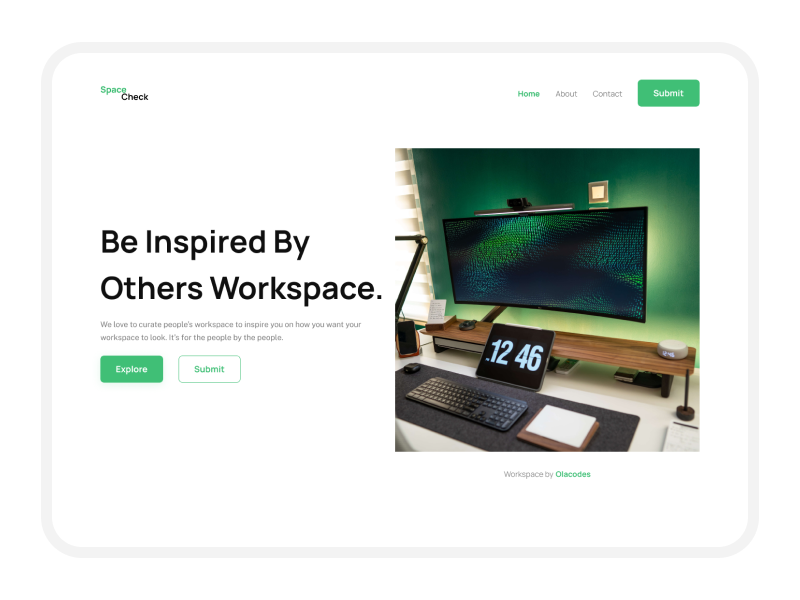 Space
Check
Home About Contact Submit
Be Inspired By
Others Workspace.
We love to curate people's workspace to inspire you on how you want your
workspace to look. It's for the people by the people.
Explore Submit
12 46
Workspace by Olacodes